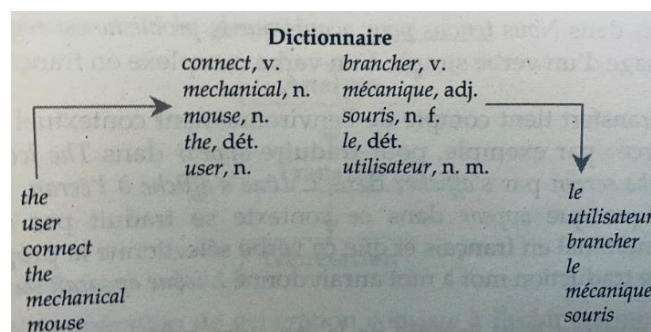 Dictionnaire
connect, v. brancher, v.
mechanical, n. mécanique, adj.
mouse, n. souris, n. f.
the, dét. le, dét.
user, n. utilisateur, n. m.
the
user
connect
the
mechanical
mouse
le
utilisateur
brancher
le
mécanique
souris